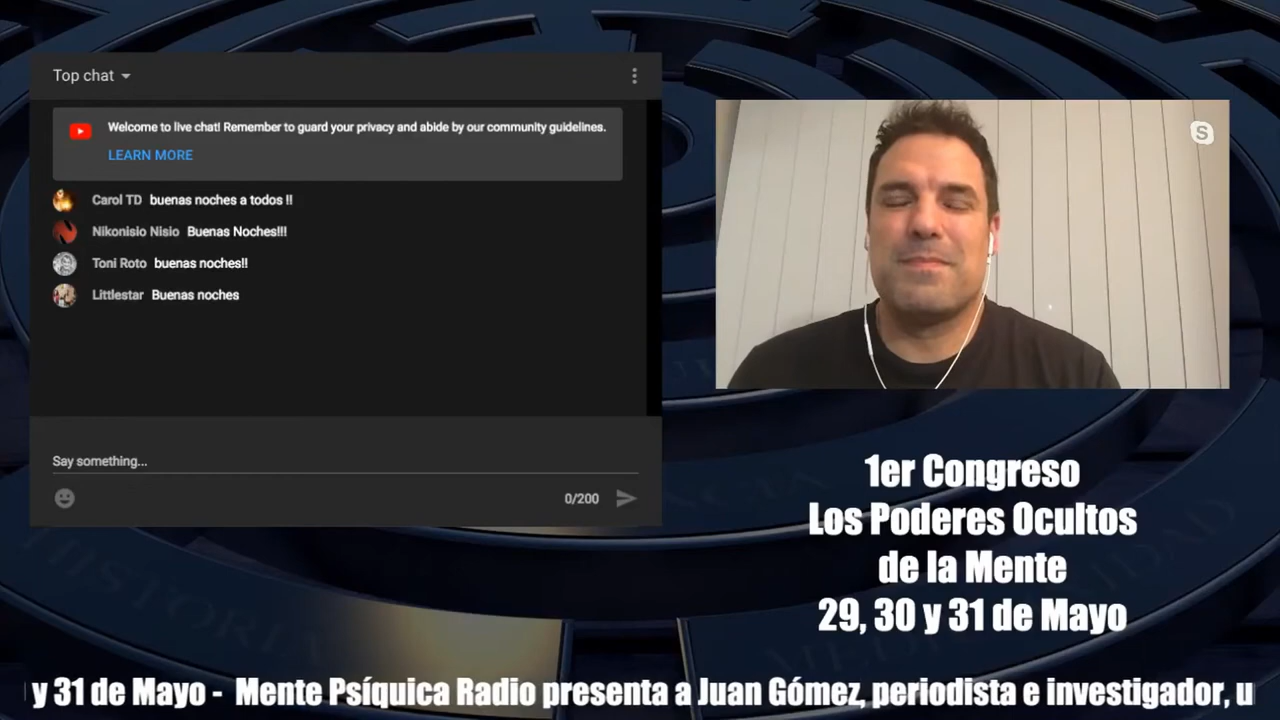 Top chat
Welcome to live chat! Remember to guard your privacy and abide by our community guidelines.
LEARN MORE
Carol TD buenas noches a todos !!
Nikonisio Nisio Buenas Noches!!!
Toni Roto buenas noches!!
Littlestar Buenas noches
Say something...
0/200
S
1er Congreso
Los Poderes Ocultos
de la Mente
29, 30 y 31 de Mayo
y 31 de Mayo - Mente Psíquica Radio presenta a Juan Gómez, periodista e investigador, u